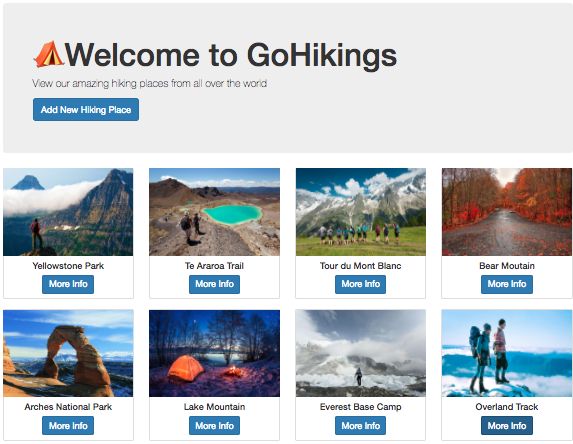 Welcome to GoHikings
View our amazing hiking places from all over the world
Add New Hiking Place
Yellowstone Park
More Info
Te Araroa Trail
More Info
Tour du Mont Blanc
More Info
Bear Moutain
More Info
Arches National Park
More Info
Lake Mountain
More Info
Everest Base Camp
More Info
Overland Track
More Info